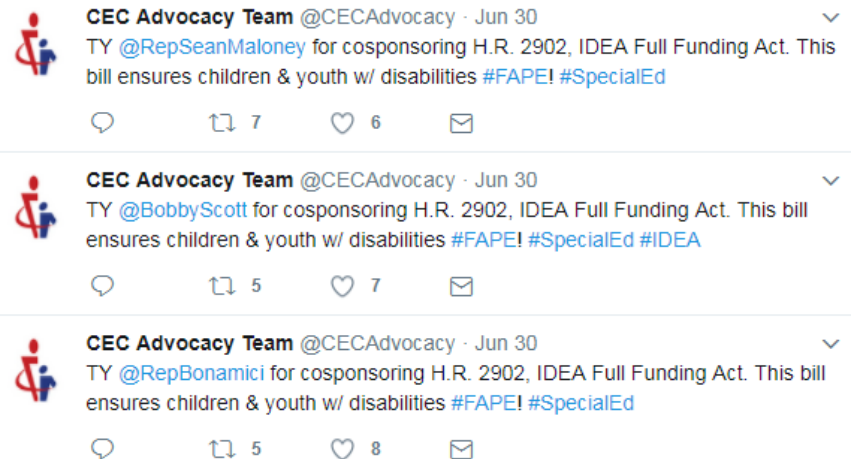 CEC Advocacy Team @CECAdvocacy · Jun 30
TY @RepSeanMaloney for cosponsoring H.R. 2902, IDEA Full Funding Act. This
bill ensures children & youth w/ disabilities #FAPE! #SpecialEd
7 6
CEC Advocacy Team @CECAdvocacy · Jun 30
TY @BobbyScott for cosponsoring H.R. 2902, IDEA Full Funding Act. This bill
ensures children & youth w/ disabilities #FAPE! #SpecialEd #IDEA
5 7
CEC Advocacy Team @CECAdvocacy · Jun 30
TY @RepBonamici for cosponsoring H.R. 2902, IDEA Full Funding Act. This bill
ensures children & youth w/ disabilities #FAPE! #SpecialEd
5 8